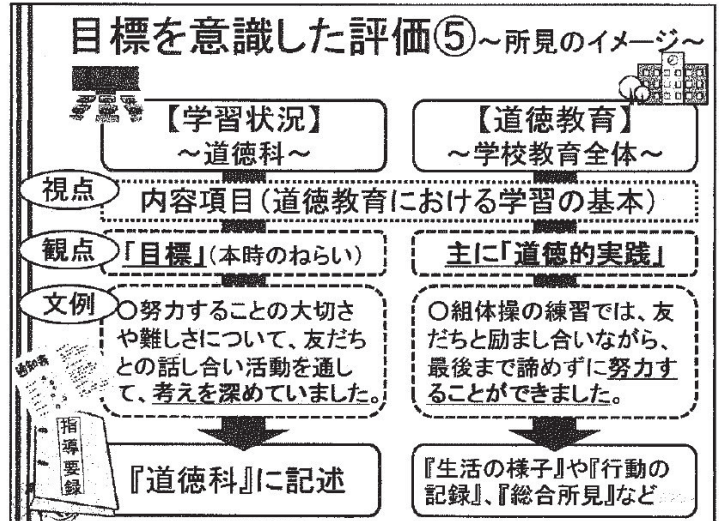 目標を意識した評価⑤~所見のイメージ~
【学習状況】
~道徳科~
【道徳教育】
~学校教育全体~
視点
内容項目(道徳教育における学習の基本)
観点
「目標」(本時のねらい)
主に「道徳的実践」
文例
○努力することの大切さ
や難しさについて、友だち
との話し合い活動を通し
て、考えを深めていました。
○組体操の練習では、友
だちと励まし合いながら、
最後まで諦めずに努力す
ることができました。
通知表
指導要録
『道徳科』に記述
『生活の様子』や『行動の
記録』、『総合所見』など